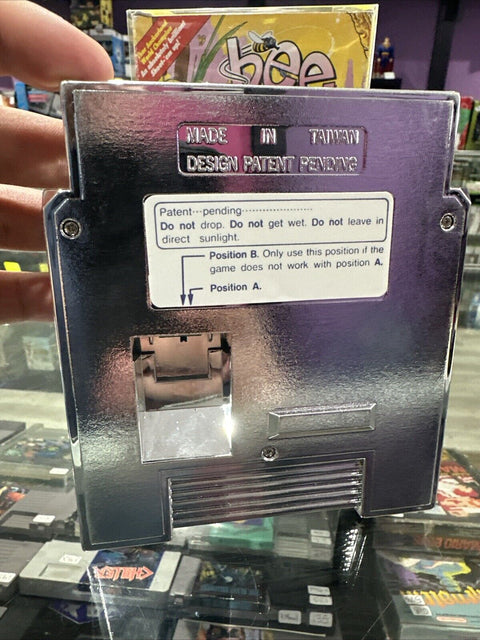 bee
MADE IN TAIWAN
DESIGN PATENT PENDING
Patent···pending·····················
Do not drop. Do not get wet. Do not leave in
direct sunlight.
Position B. Only use this position if the
game does not work with position A.
Position A.
CHILLER